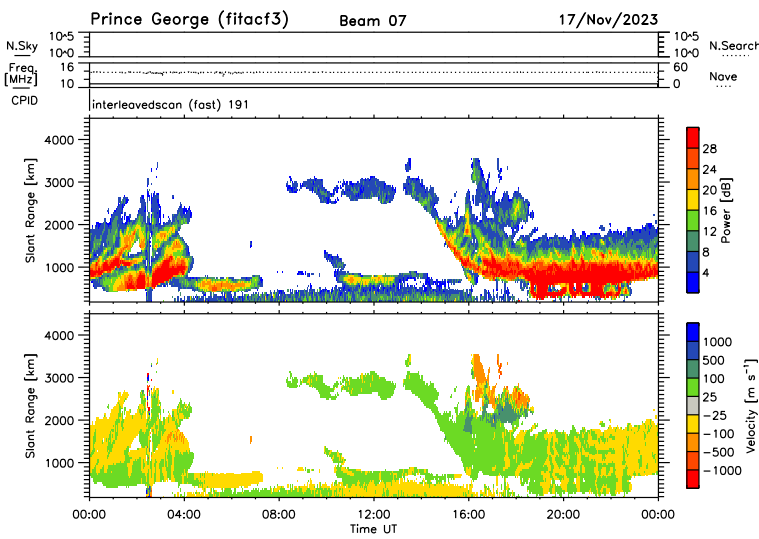 Prince George (fitacf3) Beam 07 17/Nov/2023
N.Sky 10^5 10^0 10^5 10^0 N.Search
Freq. [MHz] 16 10 60 0 Nave
CPID interleavedscan (fast) 191
Slant Range [km] 4000 3000 2000 1000
28 24 20 16 12 8 4 Power [dB]
Slant Range [km] 4000 3000 2000 1000
1000 500 100 25 -25 -100 -500 -1000 Velocity [m s⁻¹]
00:00 04:00 08:00 12:00 16:00 20:00 00:00
Time UT